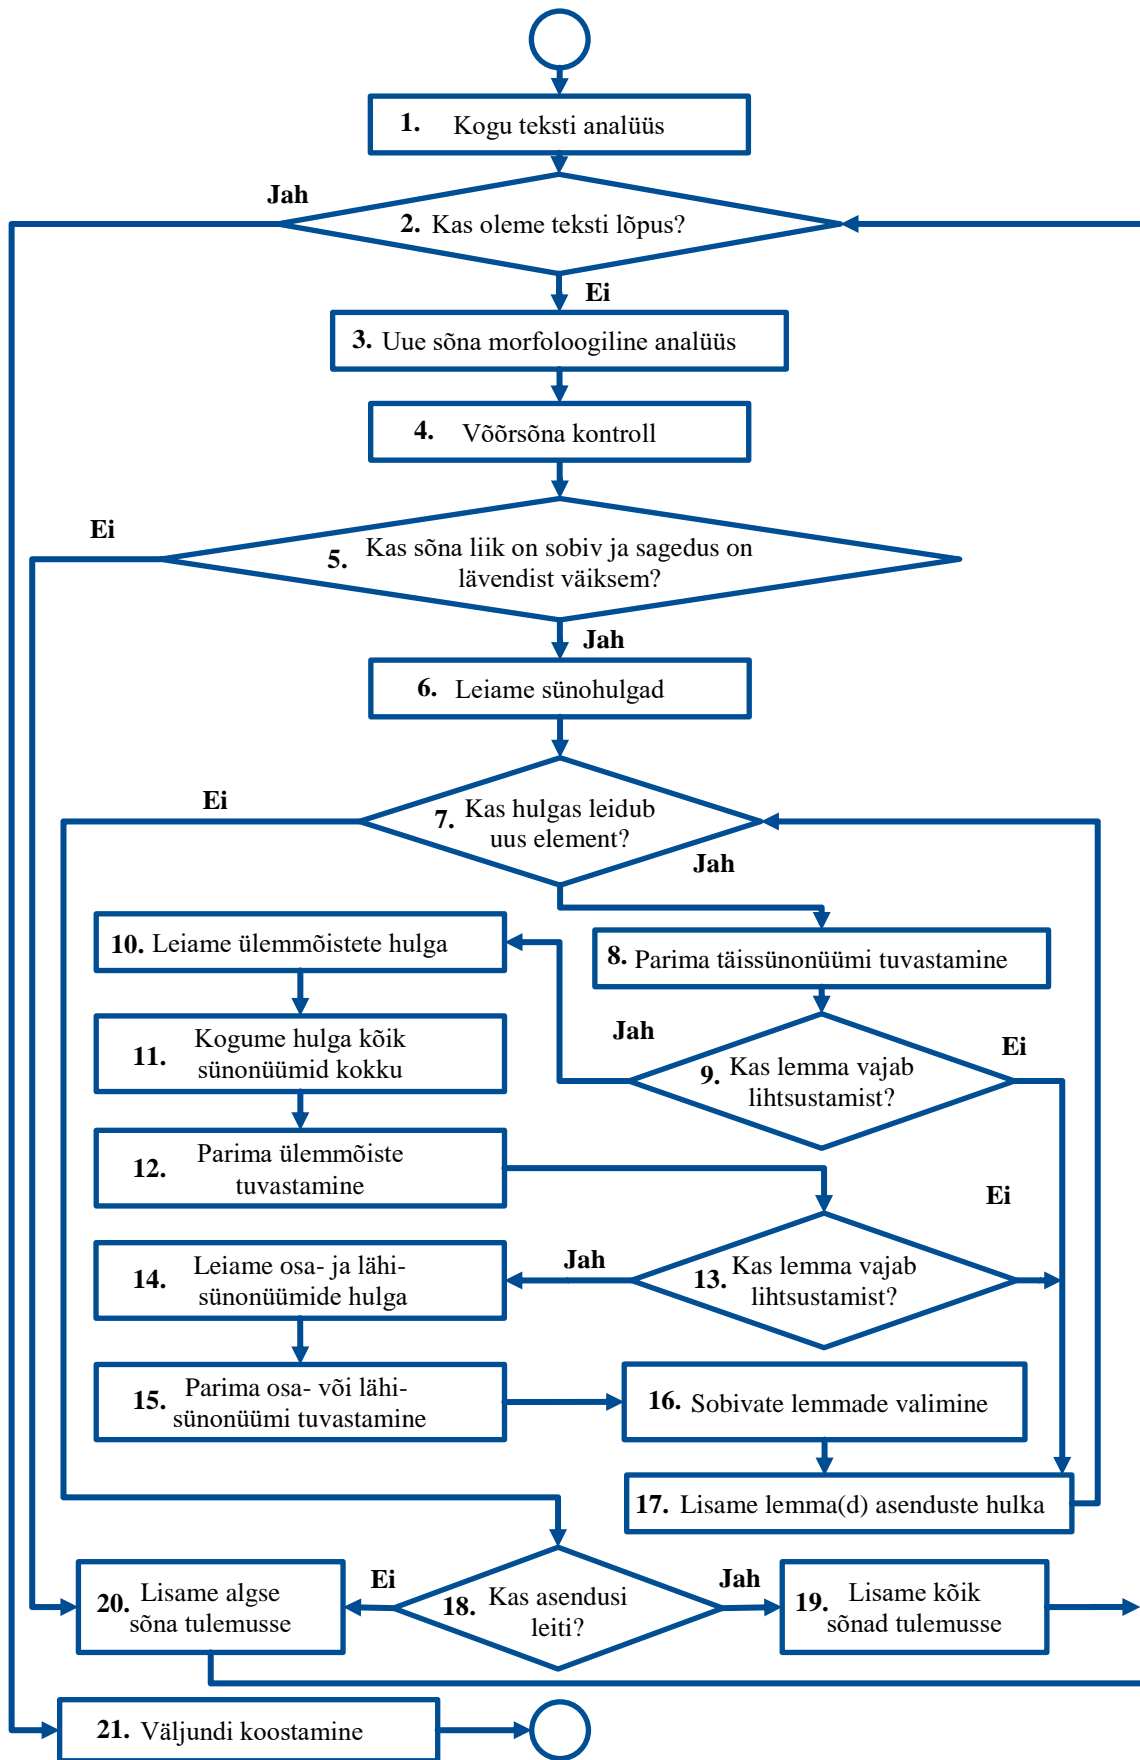 1. Kogu teksti analüüs
Jah
2. Kas oleme teksti lõpus?
Ei
3. Uue sõna morfoloogiline analüüs
4. Võõrsõna kontroll
Ei
5. Kas sõna liik on sobiv ja sagedus on
lävendist väiksem?
Jah
6. Leiame sünohulgad
Ei
7. Kas hulgas leidub
uus element?
Jah
10. Leiame ülemmõistete hulga
8. Parima täissünonüümi tuvastamine
Jah
Ei
11. Kogume hulga kõik
sünonüümid kokku
9. Kas lemma vajab
lihtsustamist?
12. Parima ülemmõiste
tuvastamine
Ei
14. Leiame osa- ja lähi-
sünonüümide hulga
Jah
13. Kas lemma vajab
lihtsustamist?
15. Parima osa- või lähi-
sünonüümi tuvastamine
16. Sobivate lemmade valimine
17. Lisame lemma(d) asenduste hulka
20. Lisame algse
sõna tulemusse
Ei
18. Kas asendusi
leiti?
Jah
19. Lisame kõik
sõnad tulemusse
21. Väljundi koostamine